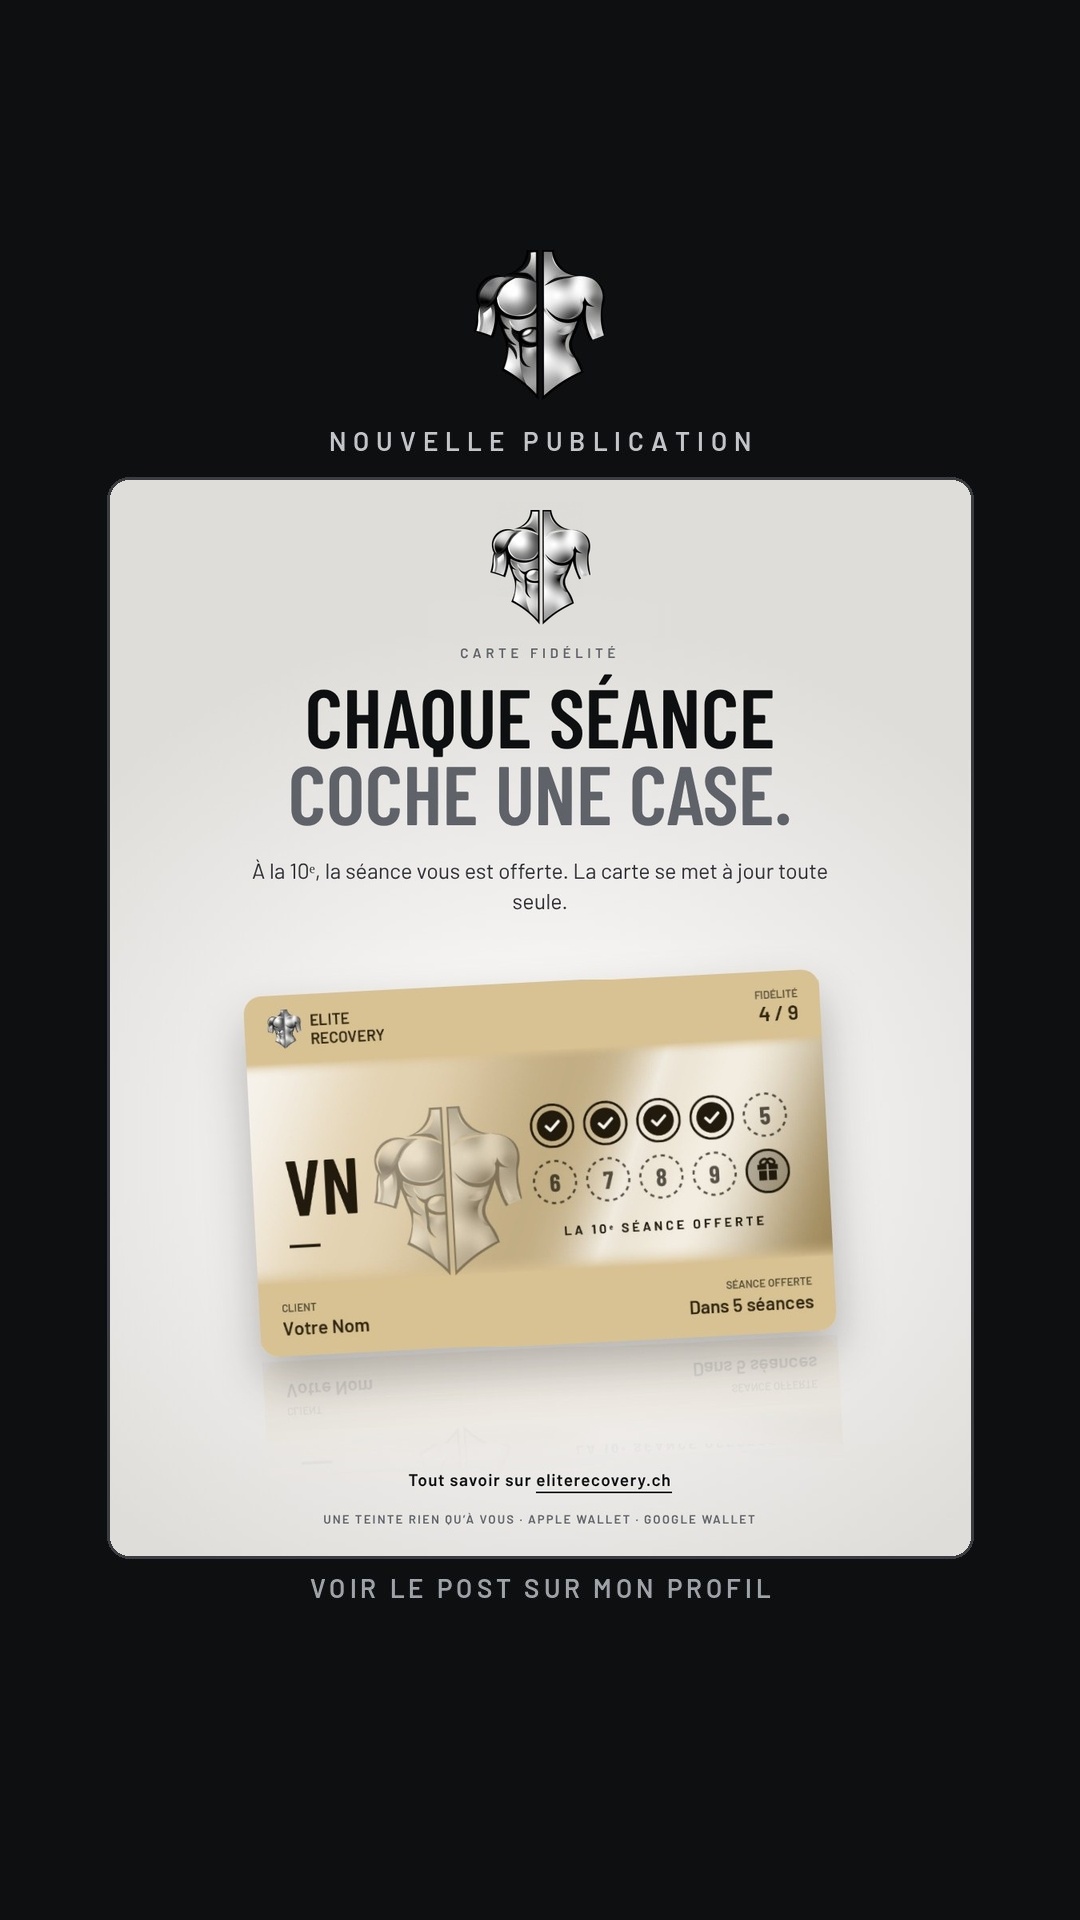 NOUVELLE PUBLICATION
CARTE FIDÉLITÉ
CHAQUE SÉANCE
COCHE UNE CASE.
À la 10ᵉ, la séance vous est offerte. La carte se met à jour toute
seule.
ELITE
RECOVERY
FIDÉLITÉ
4 / 9
VN
5
6 7 8 9
LA 10ᵉ SÉANCE OFFERTE
CLIENT
Votre Nom
SÉANCE OFFERTE
Dans 5 séances
Tout savoir sur eliterecovery.ch
UNE TEINTE RIEN QU'À VOUS · APPLE WALLET · GOOGLE WALLET
VOIR LE POST SUR MON PROFIL